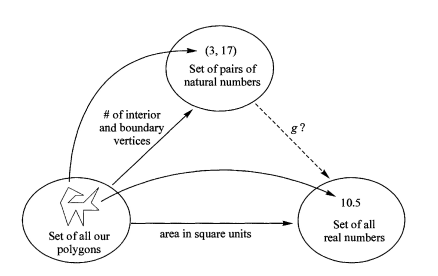 (3, 17)
Set of pairs of
natural numbers
# of interior
and boundary
vertices
g ?
10.5
Set of all
real numbers
Set of all our
polygons
area in square units